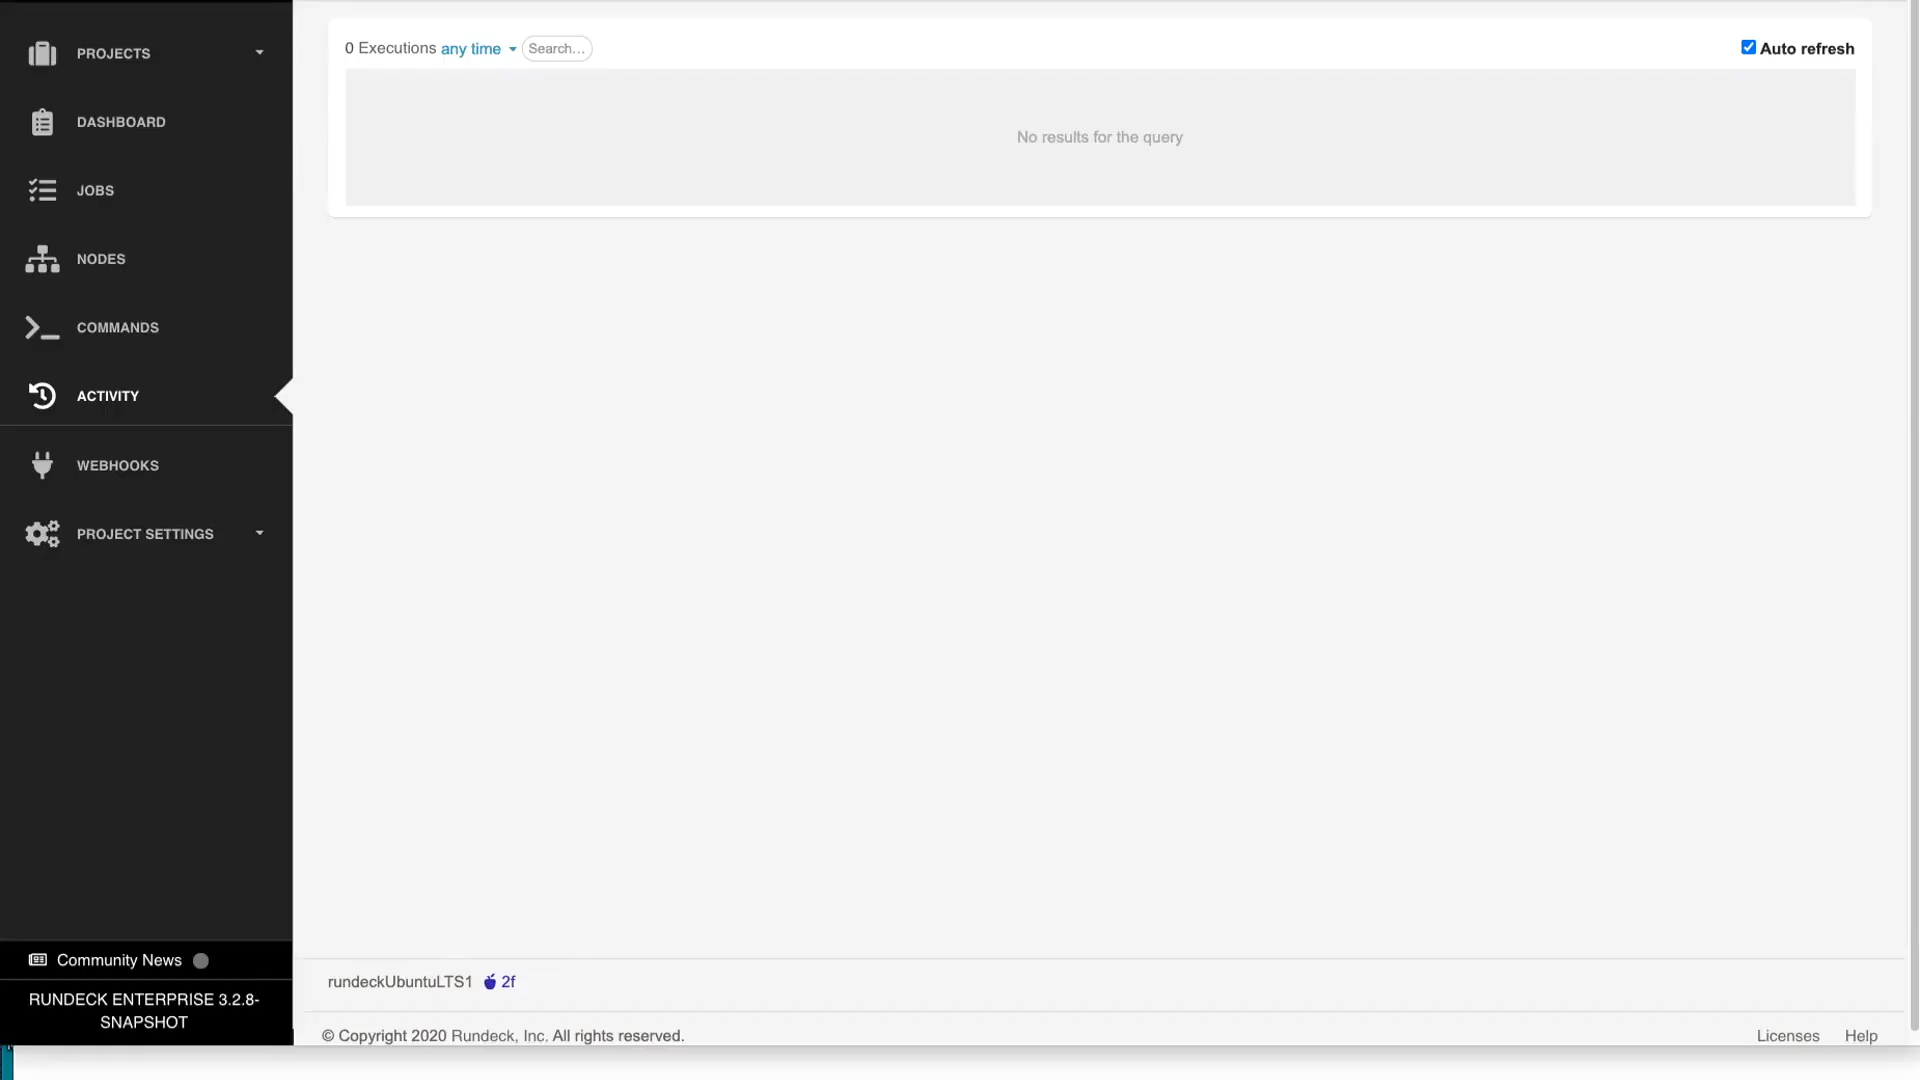 PROJECTS
DASHBOARD
JOBS
NODES
COMMANDS
ACTIVITY
WEBHOOKS
PROJECT SETTINGS
Community News
RUNDECK ENTERPRISE 3.2.8-
SNAPSHOT
0 Executions any time Search...
Auto refresh
No results for the query
rundeckUbuntuLTS1 2f
© Copyright 2020 Rundeck, Inc. All rights reserved.
Licenses Help